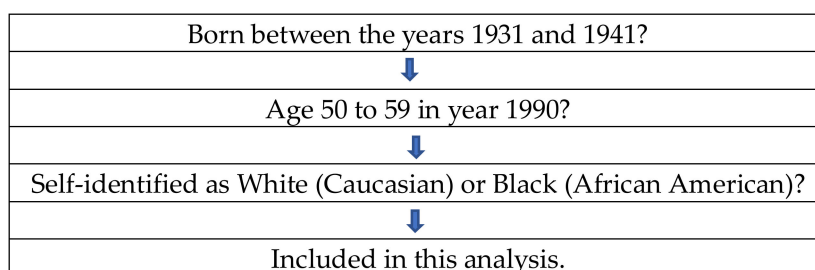 Born between the years 1931 and 1941?
Age 50 to 59 in year 1990?
Self-identified as White (Caucasian) or Black (African American)?
Included in this analysis.